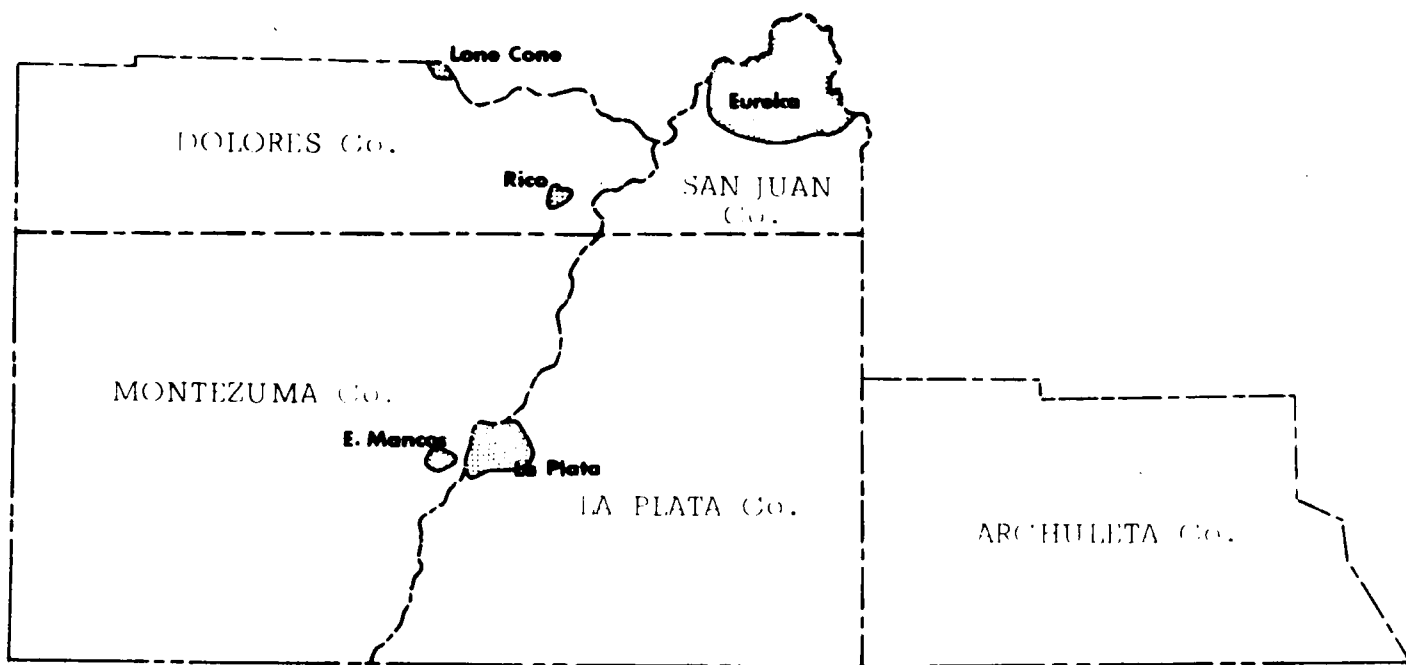 Lone Cone
Eureka
DOLORES Co.
Rico
SAN JUAN
Co.
MONTEZUMA Co.
E. Mancos
La Plata
LA PLATA Co.
ARCHULETA Co.